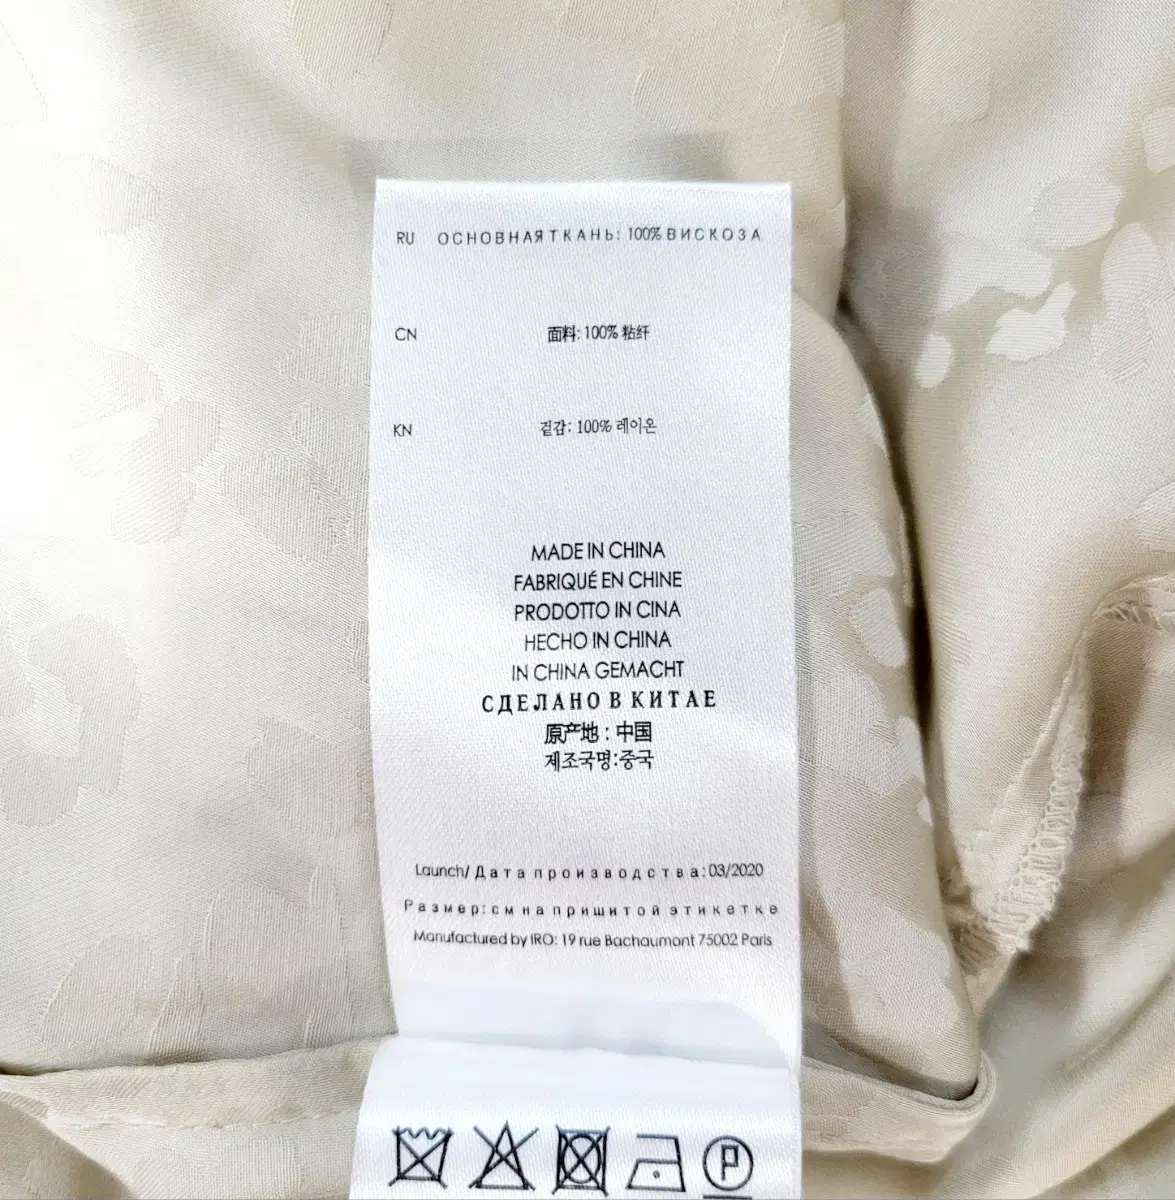 RU ОСНОВНАЯ ТКАНЬ: 100% ВИСКОЗА
CN 面料: 100% 粘纤
KN 겉감: 100% 레이온
MADE IN CHINA
FABRIQUÉ EN CHINE
PRODOTTO IN CINA
HECHO IN CHINA
IN CHINA GEMACHT
СДЕЛАНО В КИТАЕ
原产地：中国
제조국명:중국
Launch/ Дата производства: 03/2020
Размер: см на пришитой этикетке
Manufactured by IRO: 19 rue Bachaumont 75002 Paris
P